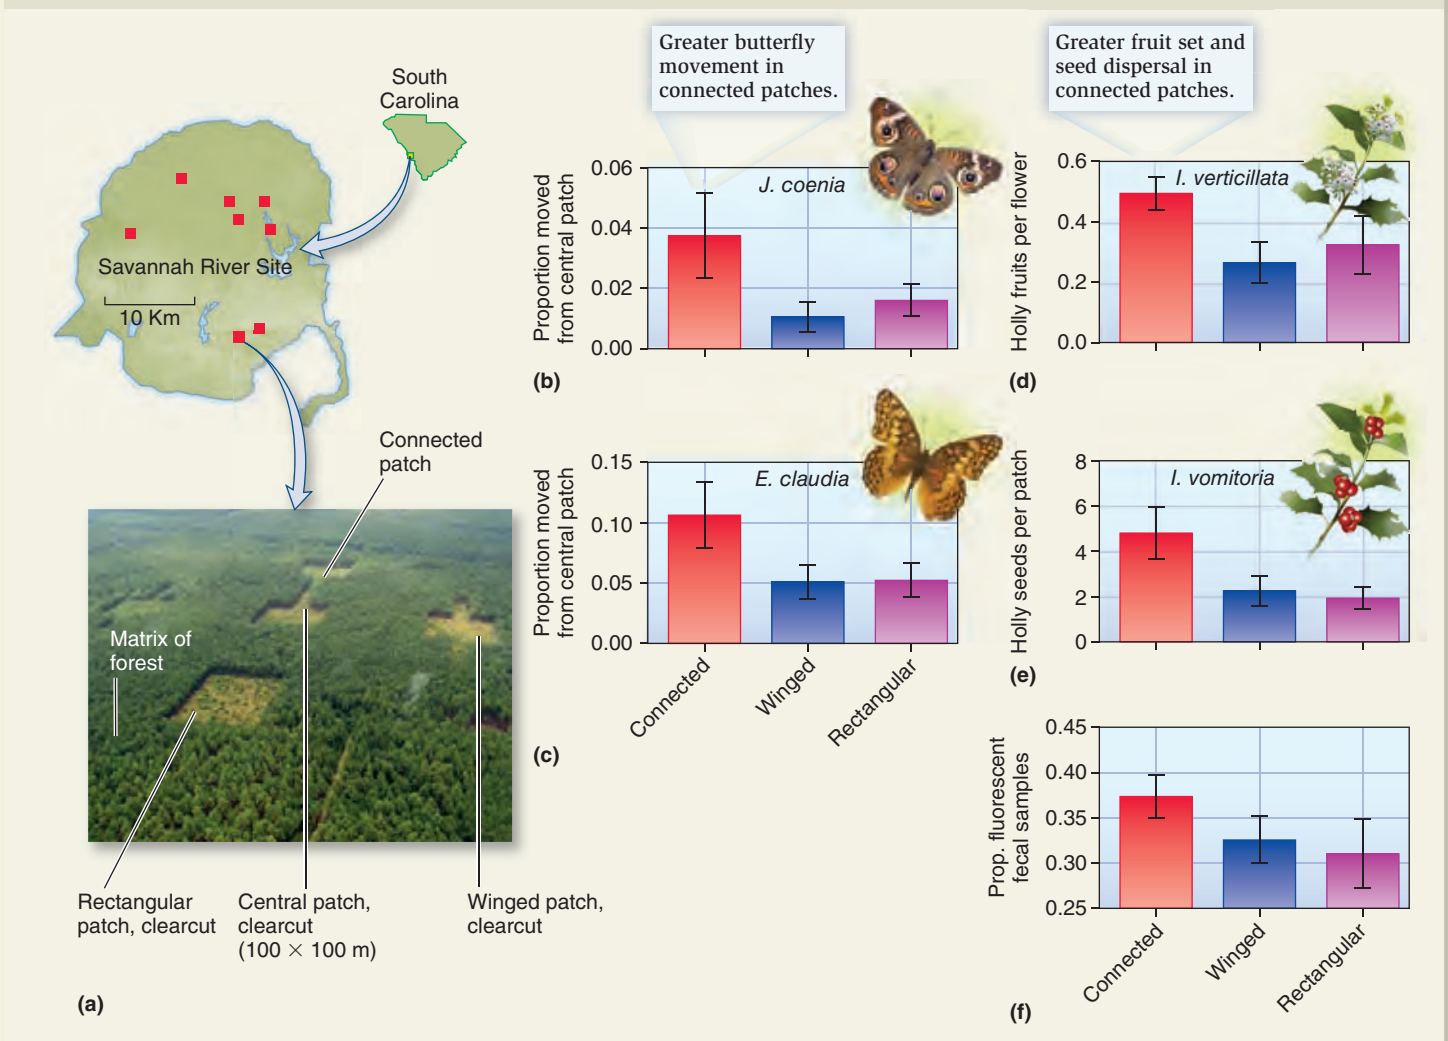 South
Carolina
Savannah River Site
10 Km
Connected
patch
Matrix of
forest
Rectangular
patch, clearcut
Central patch,
clearcut
(100 × 100 m)
Winged patch,
clearcut
(a)
Greater butterfly
movement in
connected patches.
Proportion moved
from central patch
0.06
0.04
0.02
0.00
J. coenia
(b)
Proportion moved
from central patch
0.15
0.10
0.05
0.00
E. claudia
Connected
Winged
Rectangular
(c)
Greater fruit set and
seed dispersal in
connected patches.
Holly fruits per flower
0.6
0.4
0.2
0.0
I. verticillata
(d)
Holly seeds per patch
8
6
4
2
0
I. vomitoria
(e)
Prop. fluorescent
fecal samples
0.45
0.40
0.35
0.30
0.25
Connected
Winged
Rectangular
(f)